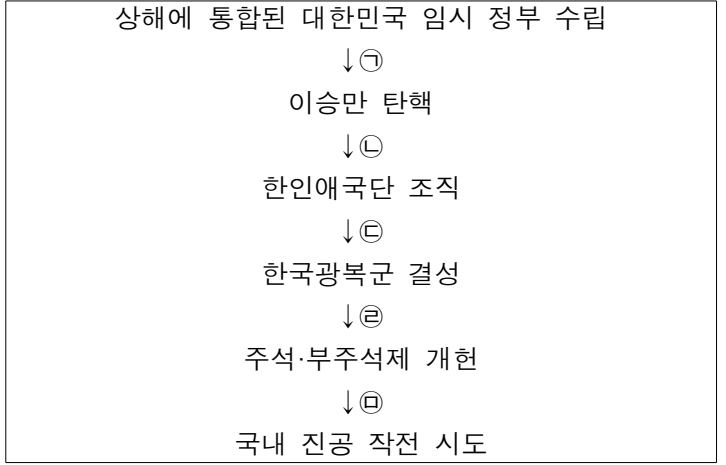 상해에 통합된 대한민국 임시 정부 수립
↓㉠
이승만 탄핵
↓㉡
한인애국단 조직
↓㉢
한국광복군 결성
↓㉣
주석·부주석제 개헌
↓㉤
국내 진공 작전 시도